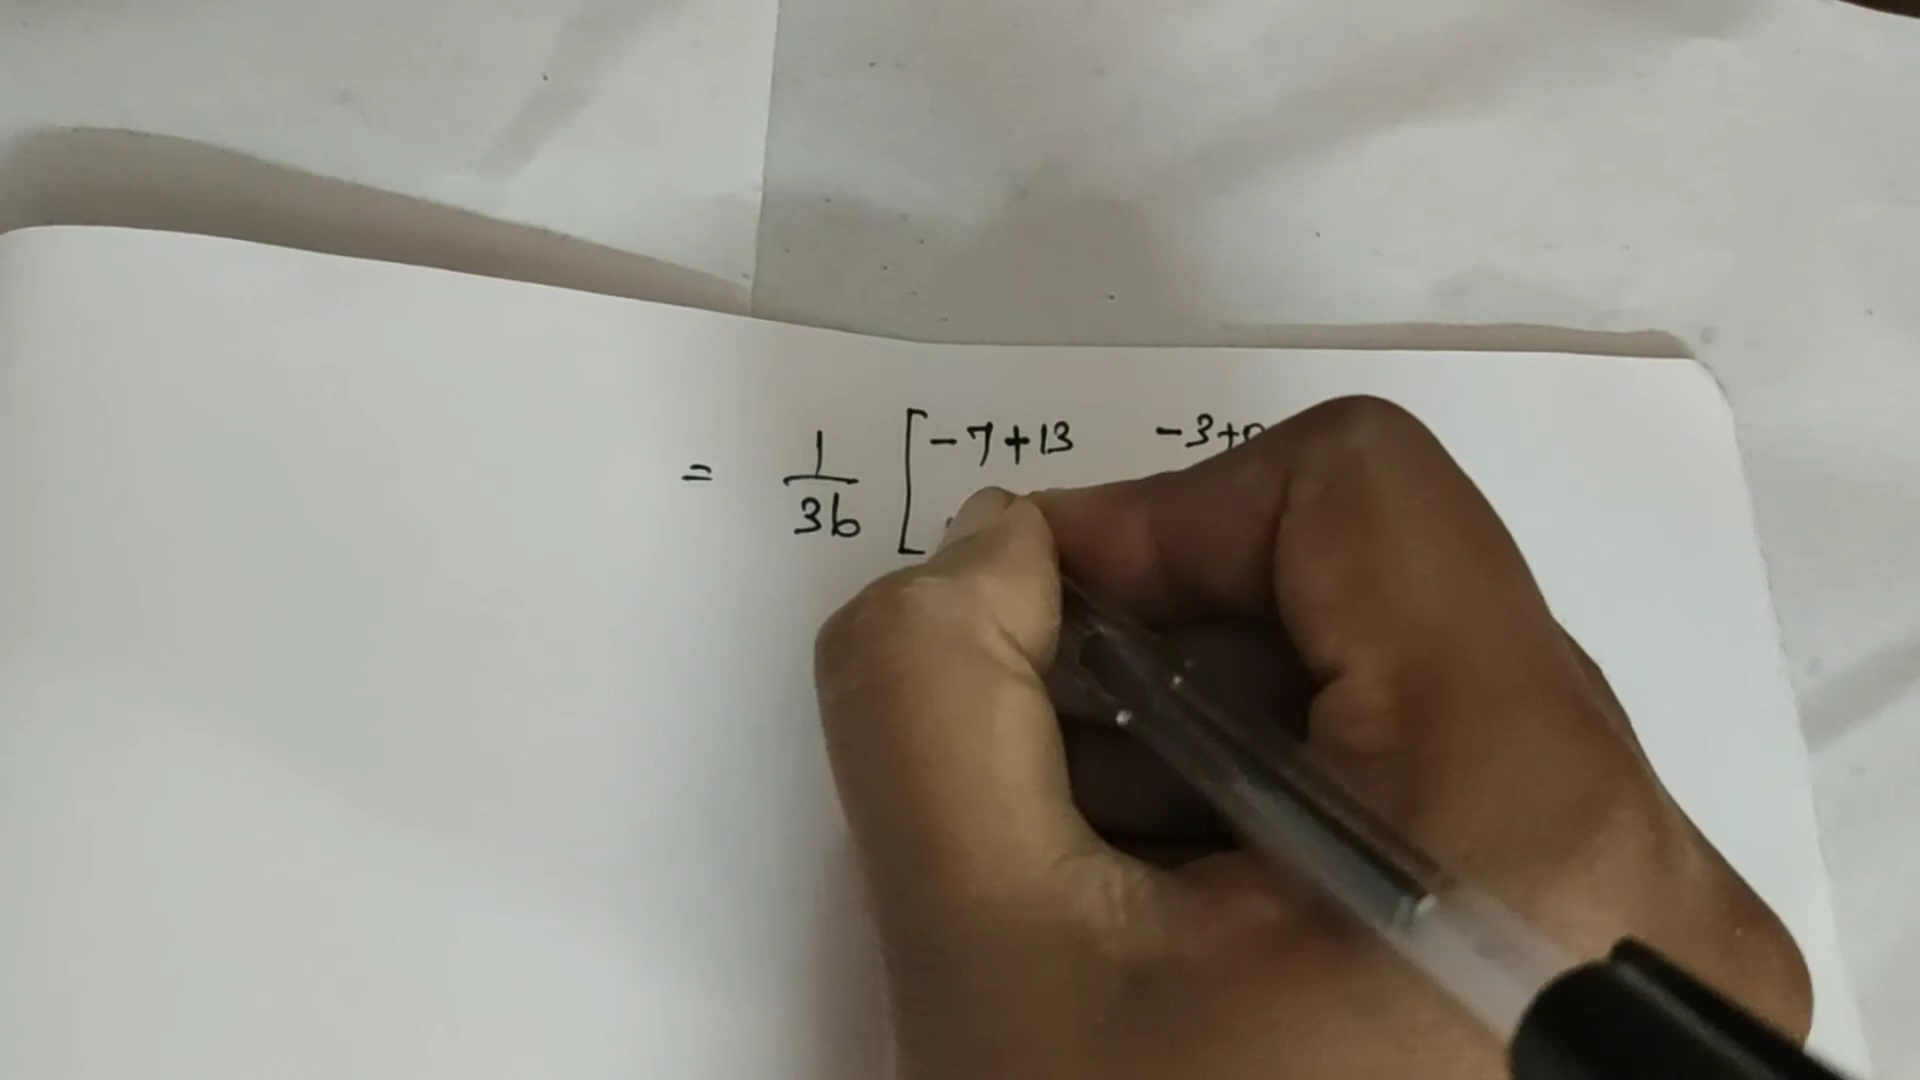 = 1/36 [ -7+13 -3+